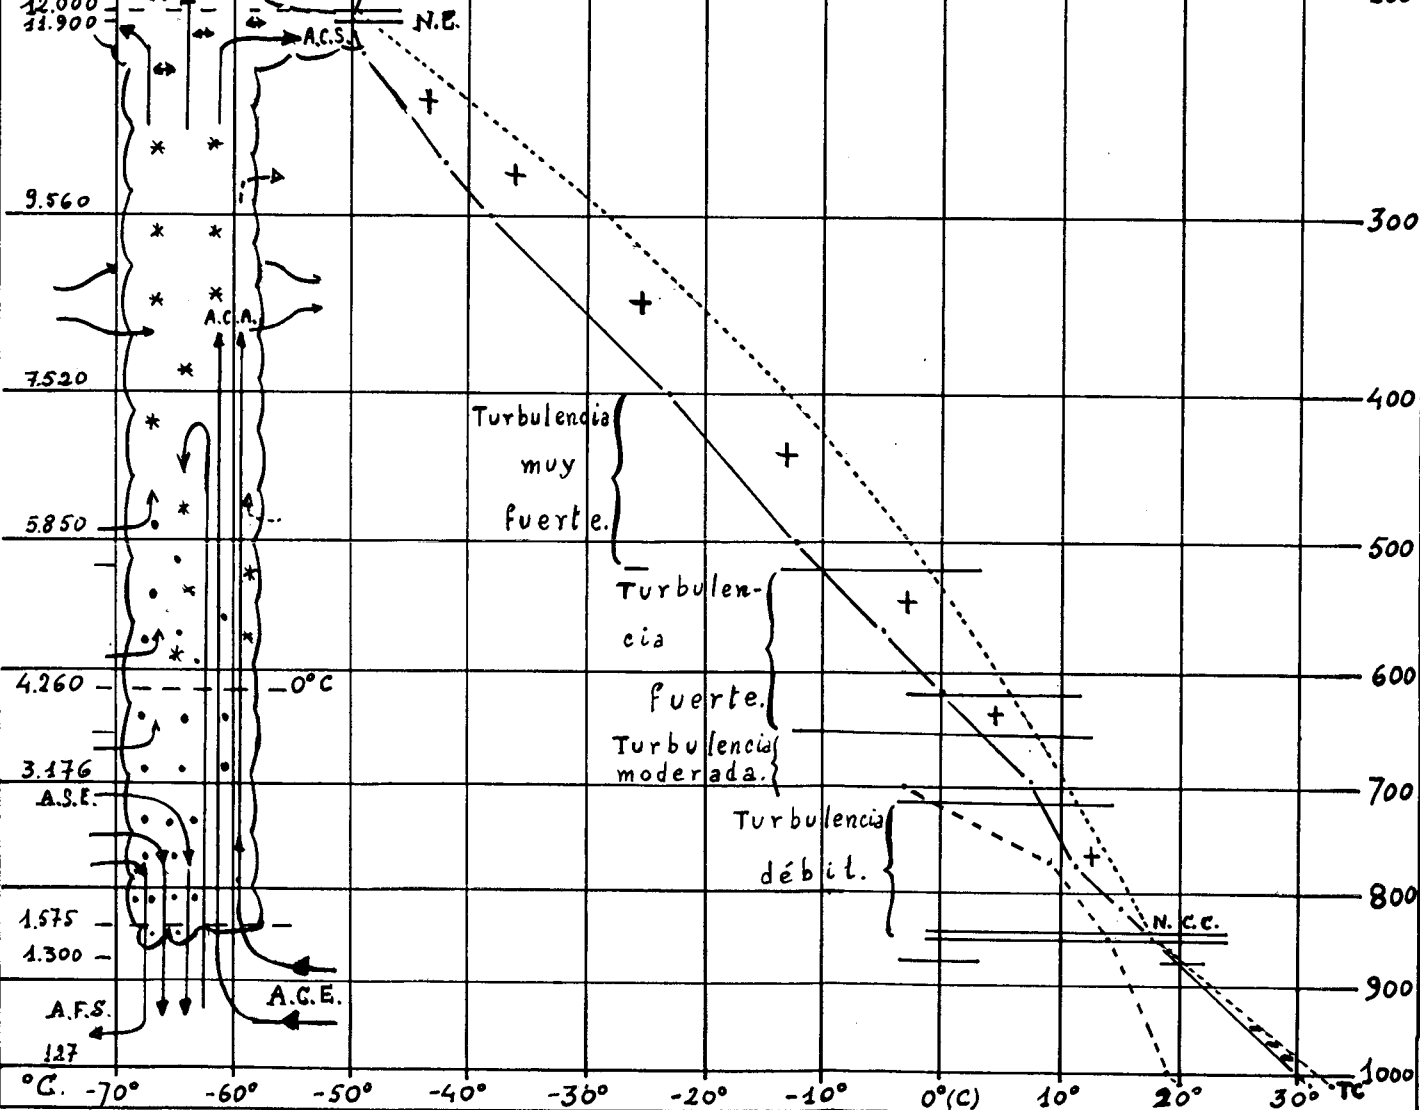 12.000
11.900
N.E.
A.C.S.
9.560
300
A.C.A.
7.520
400
Turbulencia
muy
fuerte.
5.850
500
Turbulen-
cia
fuerte.
4.260
0°C
600
Turbulencia
moderada.
3.176
A.S.E.
700
Turbulencia
débil.
800
1.575
N.C.C.
1.300
900
A.C.E.
A.F.S.
127
1000
°C. -70° -60° -50° -40° -30° -20° -10° 0°(C) 10° 20° 30° TC